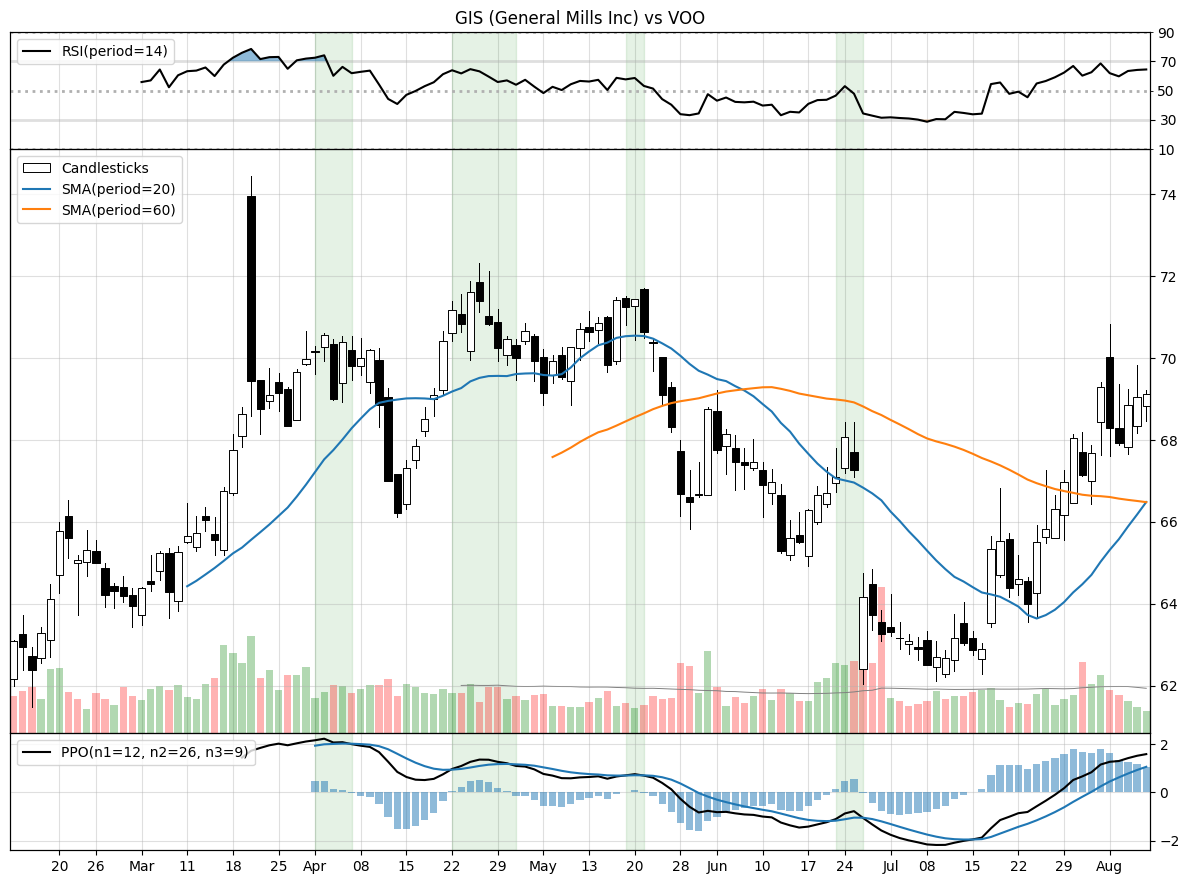 GIS (General Mills Inc) vs VOO
RSI(period=14)
90
70
50
30
10
Candlesticks
SMA(period=20)
SMA(period=60)
74
72
70
68
66
64
62
PPO(n1=12, n2=26, n3=9)
2
0
−2
20 26 Mar 11 18 25 Apr 08 15 22 29 May 13 20 28 Jun 10 17 24 Jul 08 15 22 29 Aug